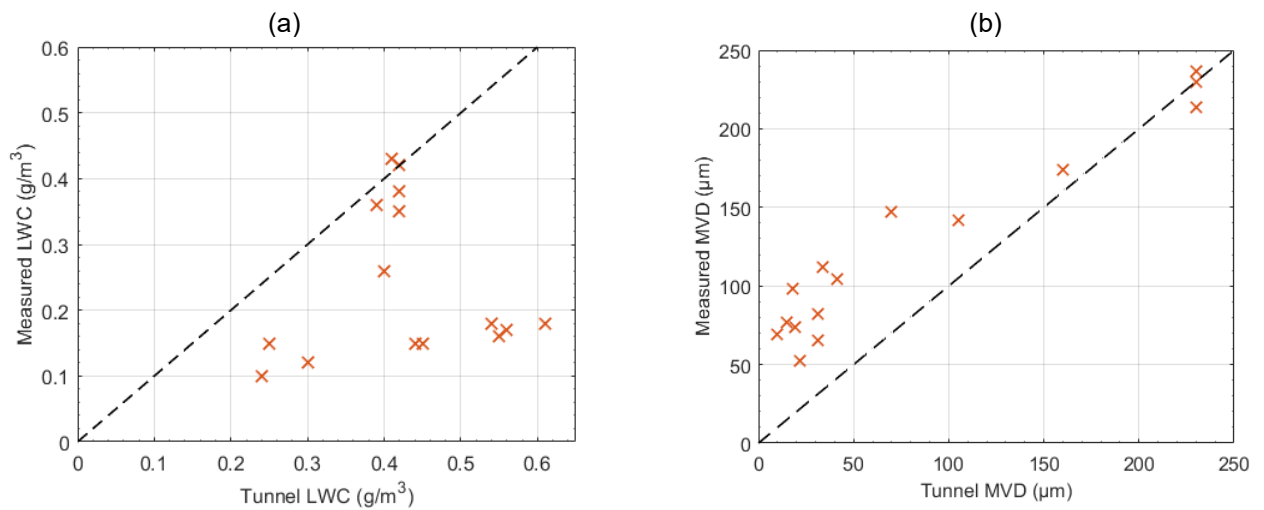 (a)
0.6
0.5
0.4
0.3
0.2
0.1
0
Measured LWC (g/m³)
0 0.1 0.2 0.3 0.4 0.5 0.6
Tunnel LWC (g/m³)
(b)
250
200
150
100
50
0
Measured MVD (μm)
0 50 100 150 200 250
Tunnel MVD (μm)